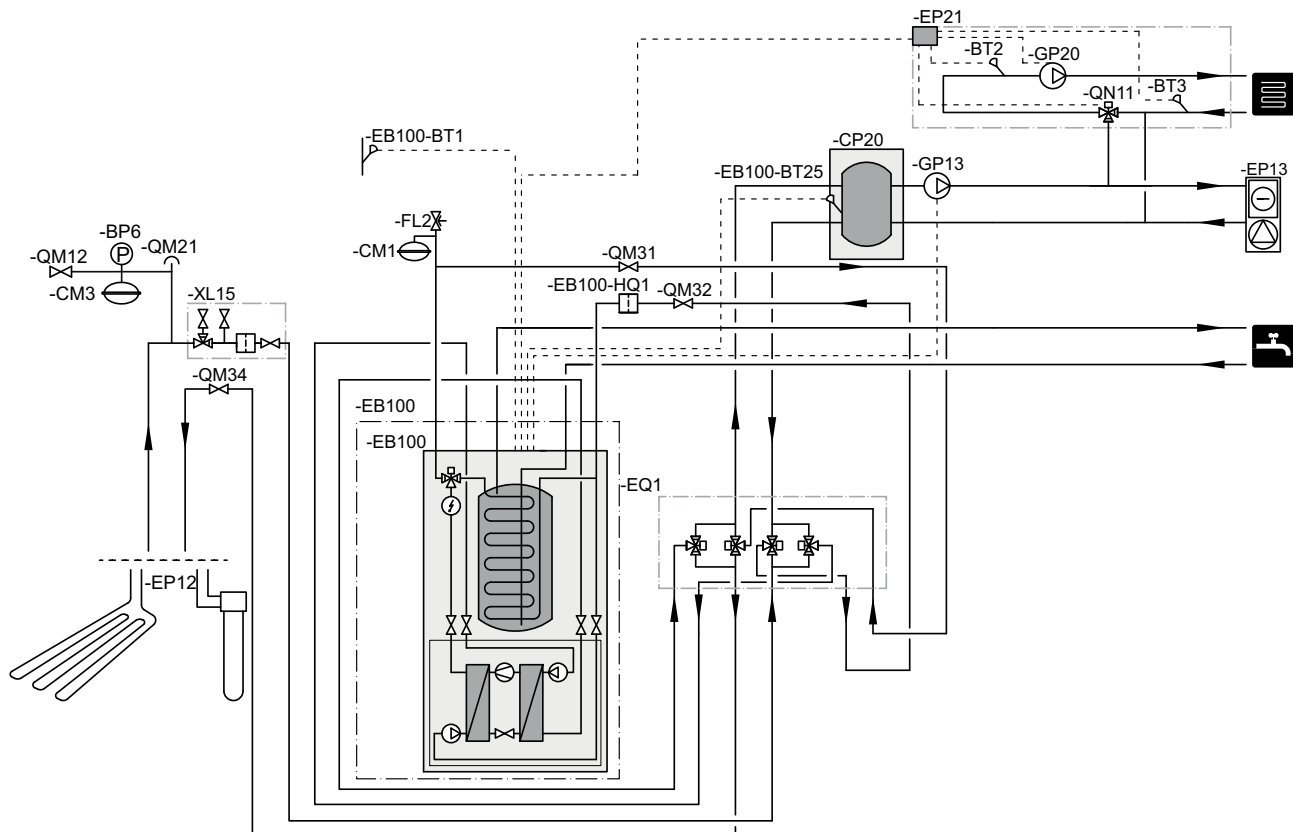 -EP21
-BT2
-GP20
-QN11
-BT3
-EB100-BT1
-CP20
-GP13
-EB100-BT25
-EP13
-FL2
-BP6
-QM21
-QM12
-CM1
-QM31
-CM3
-XL15
-EB100-HQ1
-QM32
-QM34
-EB100
-EB100
-EQ1
-EP12
P